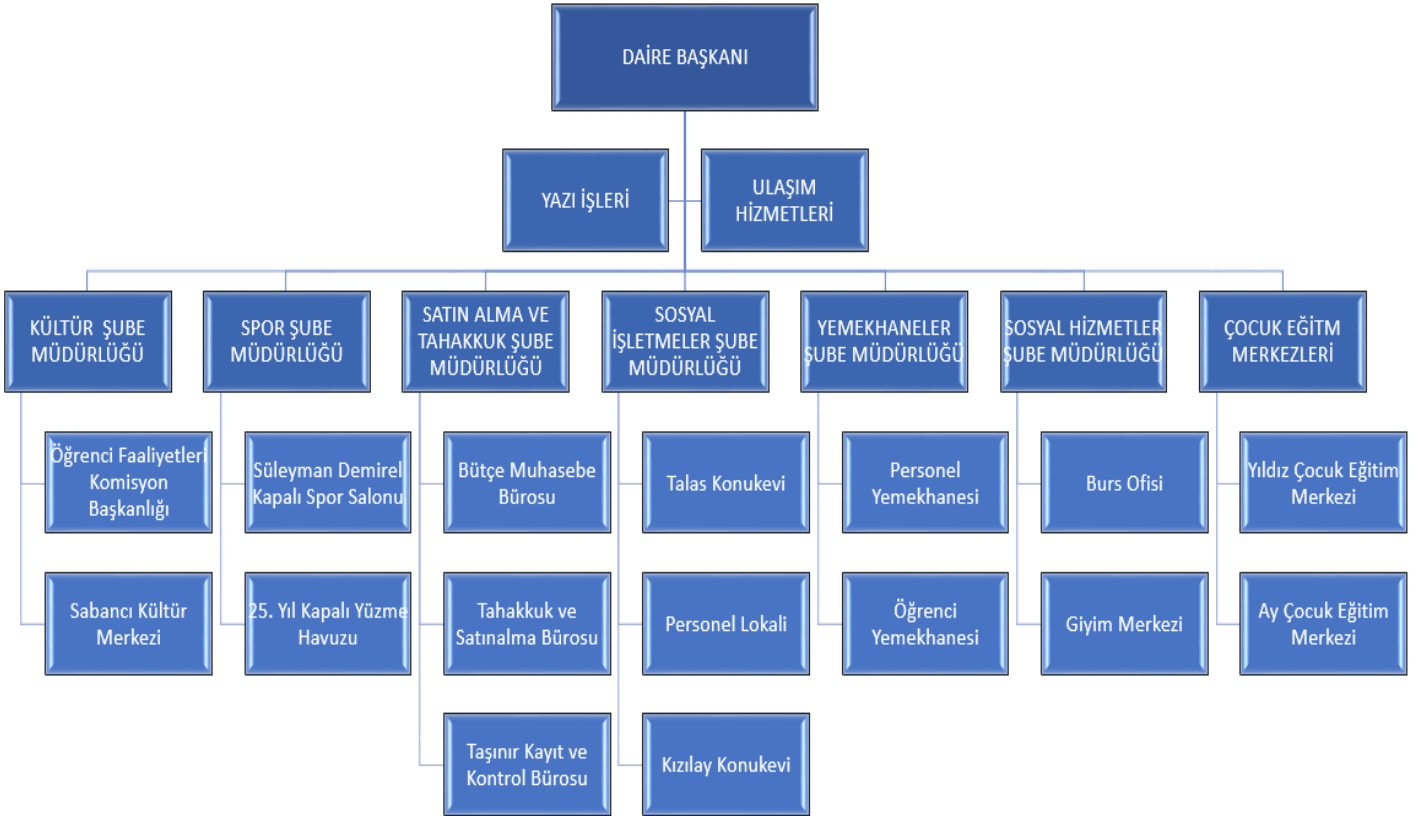 DAİRE BAŞKANI
YAZI İŞLERİ
ULAŞIM
HİZMETLERİ
KÜLTÜR ŞUBE
MÜDÜRLÜĞÜ
SPOR ŞUBE
MÜDÜRLÜĞÜ
SATIN ALMA VE
TAHAKKUK ŞUBE
MÜDÜRLÜĞÜ
SOSYAL
İŞLETMELER ŞUBE
MÜDÜRLÜĞÜ
YEMEKHANELER
ŞUBE MÜDÜRLÜĞÜ
SOSYAL HİZMETLER
ŞUBE MÜDÜRLÜĞÜ
ÇOCUK EĞİTM
MERKEZLERİ
Öğrenci Faaliyetleri
Komisyon
Başkanlığı
Süleyman Demirel
Kapalı Spor Salonu
Bütçe Muhasebe
Bürosu
Talas Konukevi
Personel
Yemekhanesi
Burs Ofisi
Yıldız Çocuk Eğitim
Merkezi
Sabancı Kültür
Merkezi
25. Yıl Kapalı Yüzme
Havuzu
Tahakkuk ve
Satınalma Bürosu
Personel Lokali
Öğrenci
Yemekhanesi
Giyim Merkezi
Ay Çocuk Eğitim
Merkezi
Taşınır Kayıt ve
Kontrol Bürosu
Kızılay Konukevi